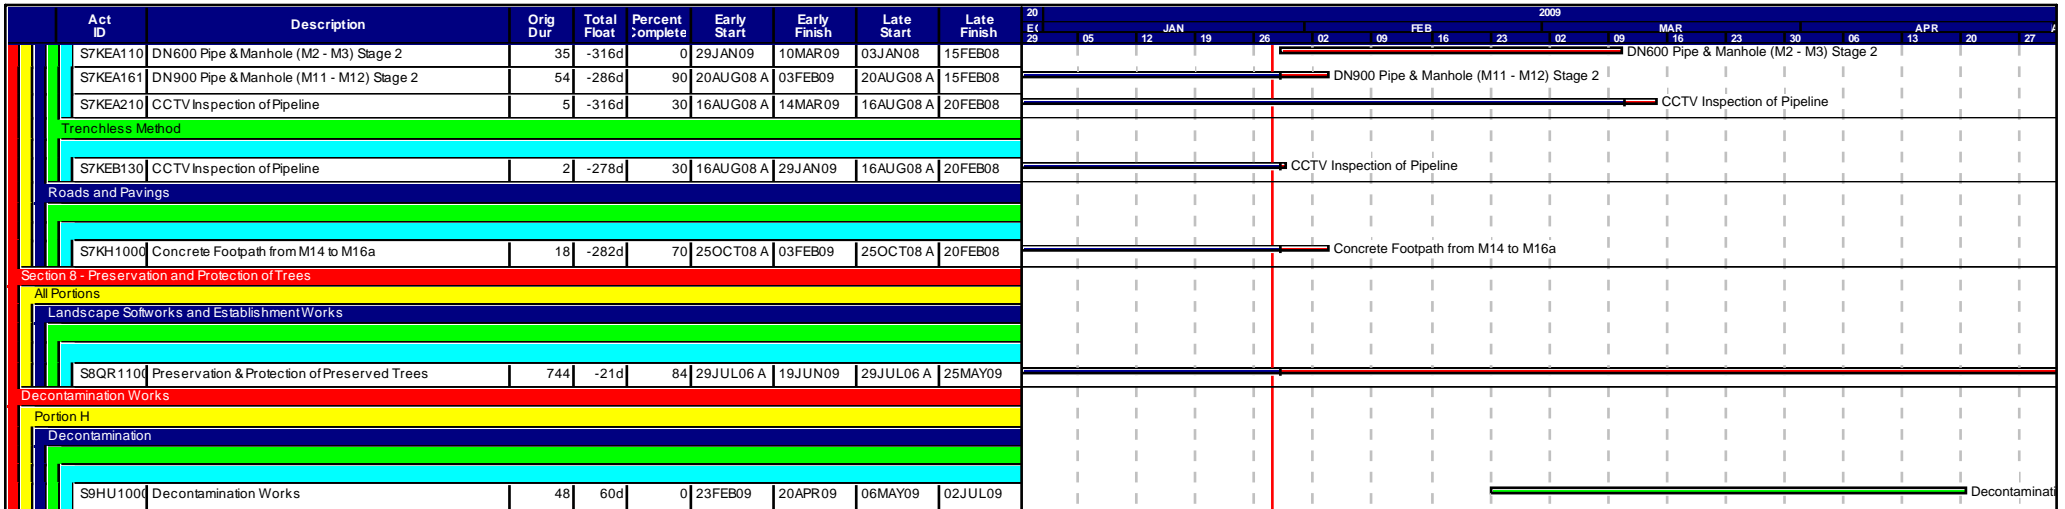 Act ID Description Orig Dur Total Float Percent Complete Early Start Early Finish Late Start Late Finish
20 2009
JAN FEB MAR APR
29 05 12 19 26 02 09 16 23 02 09 16 23 30 06 13 20 27
S7KEA110 DN600 Pipe & Manhole (M2 - M3) Stage 2 35 -316d 0 29JAN09 10MAR09 03JAN08 15FEB08 DN600 Pipe & Manhole (M2 - M3) Stage 2
S7KEA161 DN900 Pipe & Manhole (M11 - M12) Stage 2 54 -286d 90 20AUG08 A 03FEB09 20AUG08 A 15FEB08 DN900 Pipe & Manhole (M11 - M12) Stage 2
S7KEA210 CCTV Inspection of Pipeline 5 -316d 30 16AUG08 A 14MAR09 16AUG08 A 20FEB08 CCTV Inspection of Pipeline
Trenchless Method
S7KEB130 CCTV Inspection of Pipeline 2 -278d 30 16AUG08 A 29JAN09 16AUG08 A 20FEB08 CCTV Inspection of Pipeline
Roads and Pavings
S7KH1000 Concrete Footpath from M14 to M16a 18 -282d 70 25OCT08 A 03FEB09 25OCT08 A 20FEB08 Concrete Footpath from M14 to M16a
Section 8 - Preservation and Protection of Trees
All Portions
Landscape Softworks and Establishment Works
S8QR1100 Preservation & Protection of Preserved Trees 744 -21d 84 29JUL06 A 19JUN09 29JUL06 A 25MAY09
Decontamination Works
Portion H
Decontamination
S9HU1000 Decontamination Works 48 60d 0 23FEB09 20APR09 06MAY09 02JUL09 Decontaminati